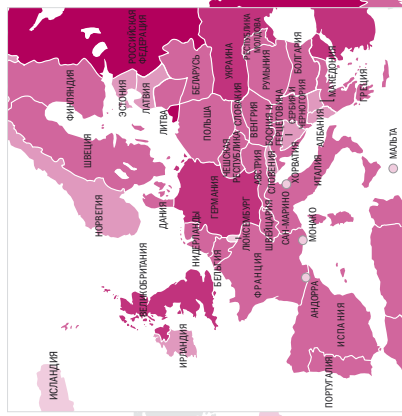 ИСЛАНДИЯ
НОРВЕГИЯ
ШВЕЦИЯ
ФИНЛЯНДИЯ
РОССИЙСКАЯ
ФЕДЕРАЦИЯ
ЭСТОНИЯ
ЛАТВИЯ
ЛИТВА
БЕЛАРУСЬ
УКРАИНА
РЕСПУБЛИКА
МОЛДОВА
ДАНИЯ
ИРЛАНДИЯ
ВЕЛИКОБРИТАНИЯ
НИДЕРЛАНДЫ
БЕЛЬГИЯ
ЛЮКСЕМБУРГ
ГЕРМАНИЯ
ПОЛЬША
ЧЕШСКАЯ
РЕСПУБЛИКА
СЛОВАКИЯ
АВСТРИЯ
ВЕНГРИЯ
РУМЫНИЯ
БОЛГАРИЯ
ШВЕЙЦАРИЯ
СЛОВЕНИЯ
ХОРВАТИЯ
БОСНИЯ И
ГЕРЦЕГОВИНА
СЕРБИЯ И
ЧЕРНОГОРИЯ
МАКЕДОНИЯ
АЛБАНИЯ
ГРЕЦИЯ
ФРАНЦИЯ
МОНАКО
САН-МАРИНО
ИТАЛИЯ
МАЛЬТА
АНДОРРА
ИСПАНИЯ
ПОРТУГАЛИЯ